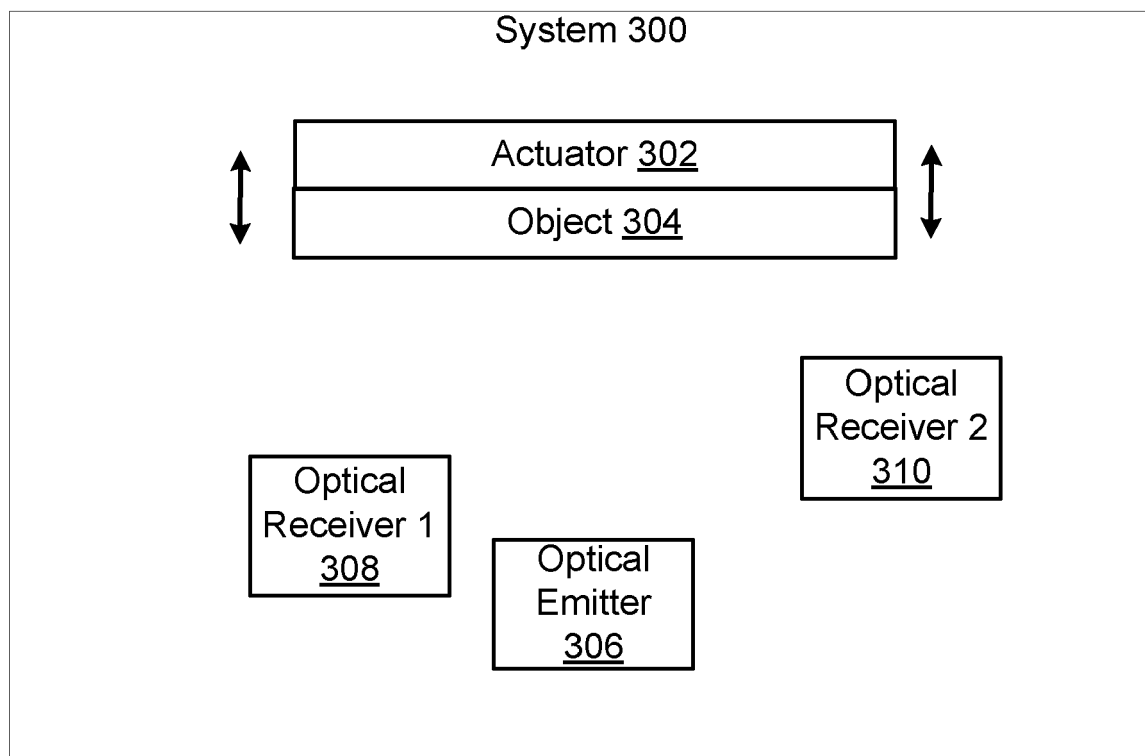 System 300
Actuator 302
Object 304
Optical
Receiver 2
310
Optical
Receiver 1
308
Optical
Emitter
306